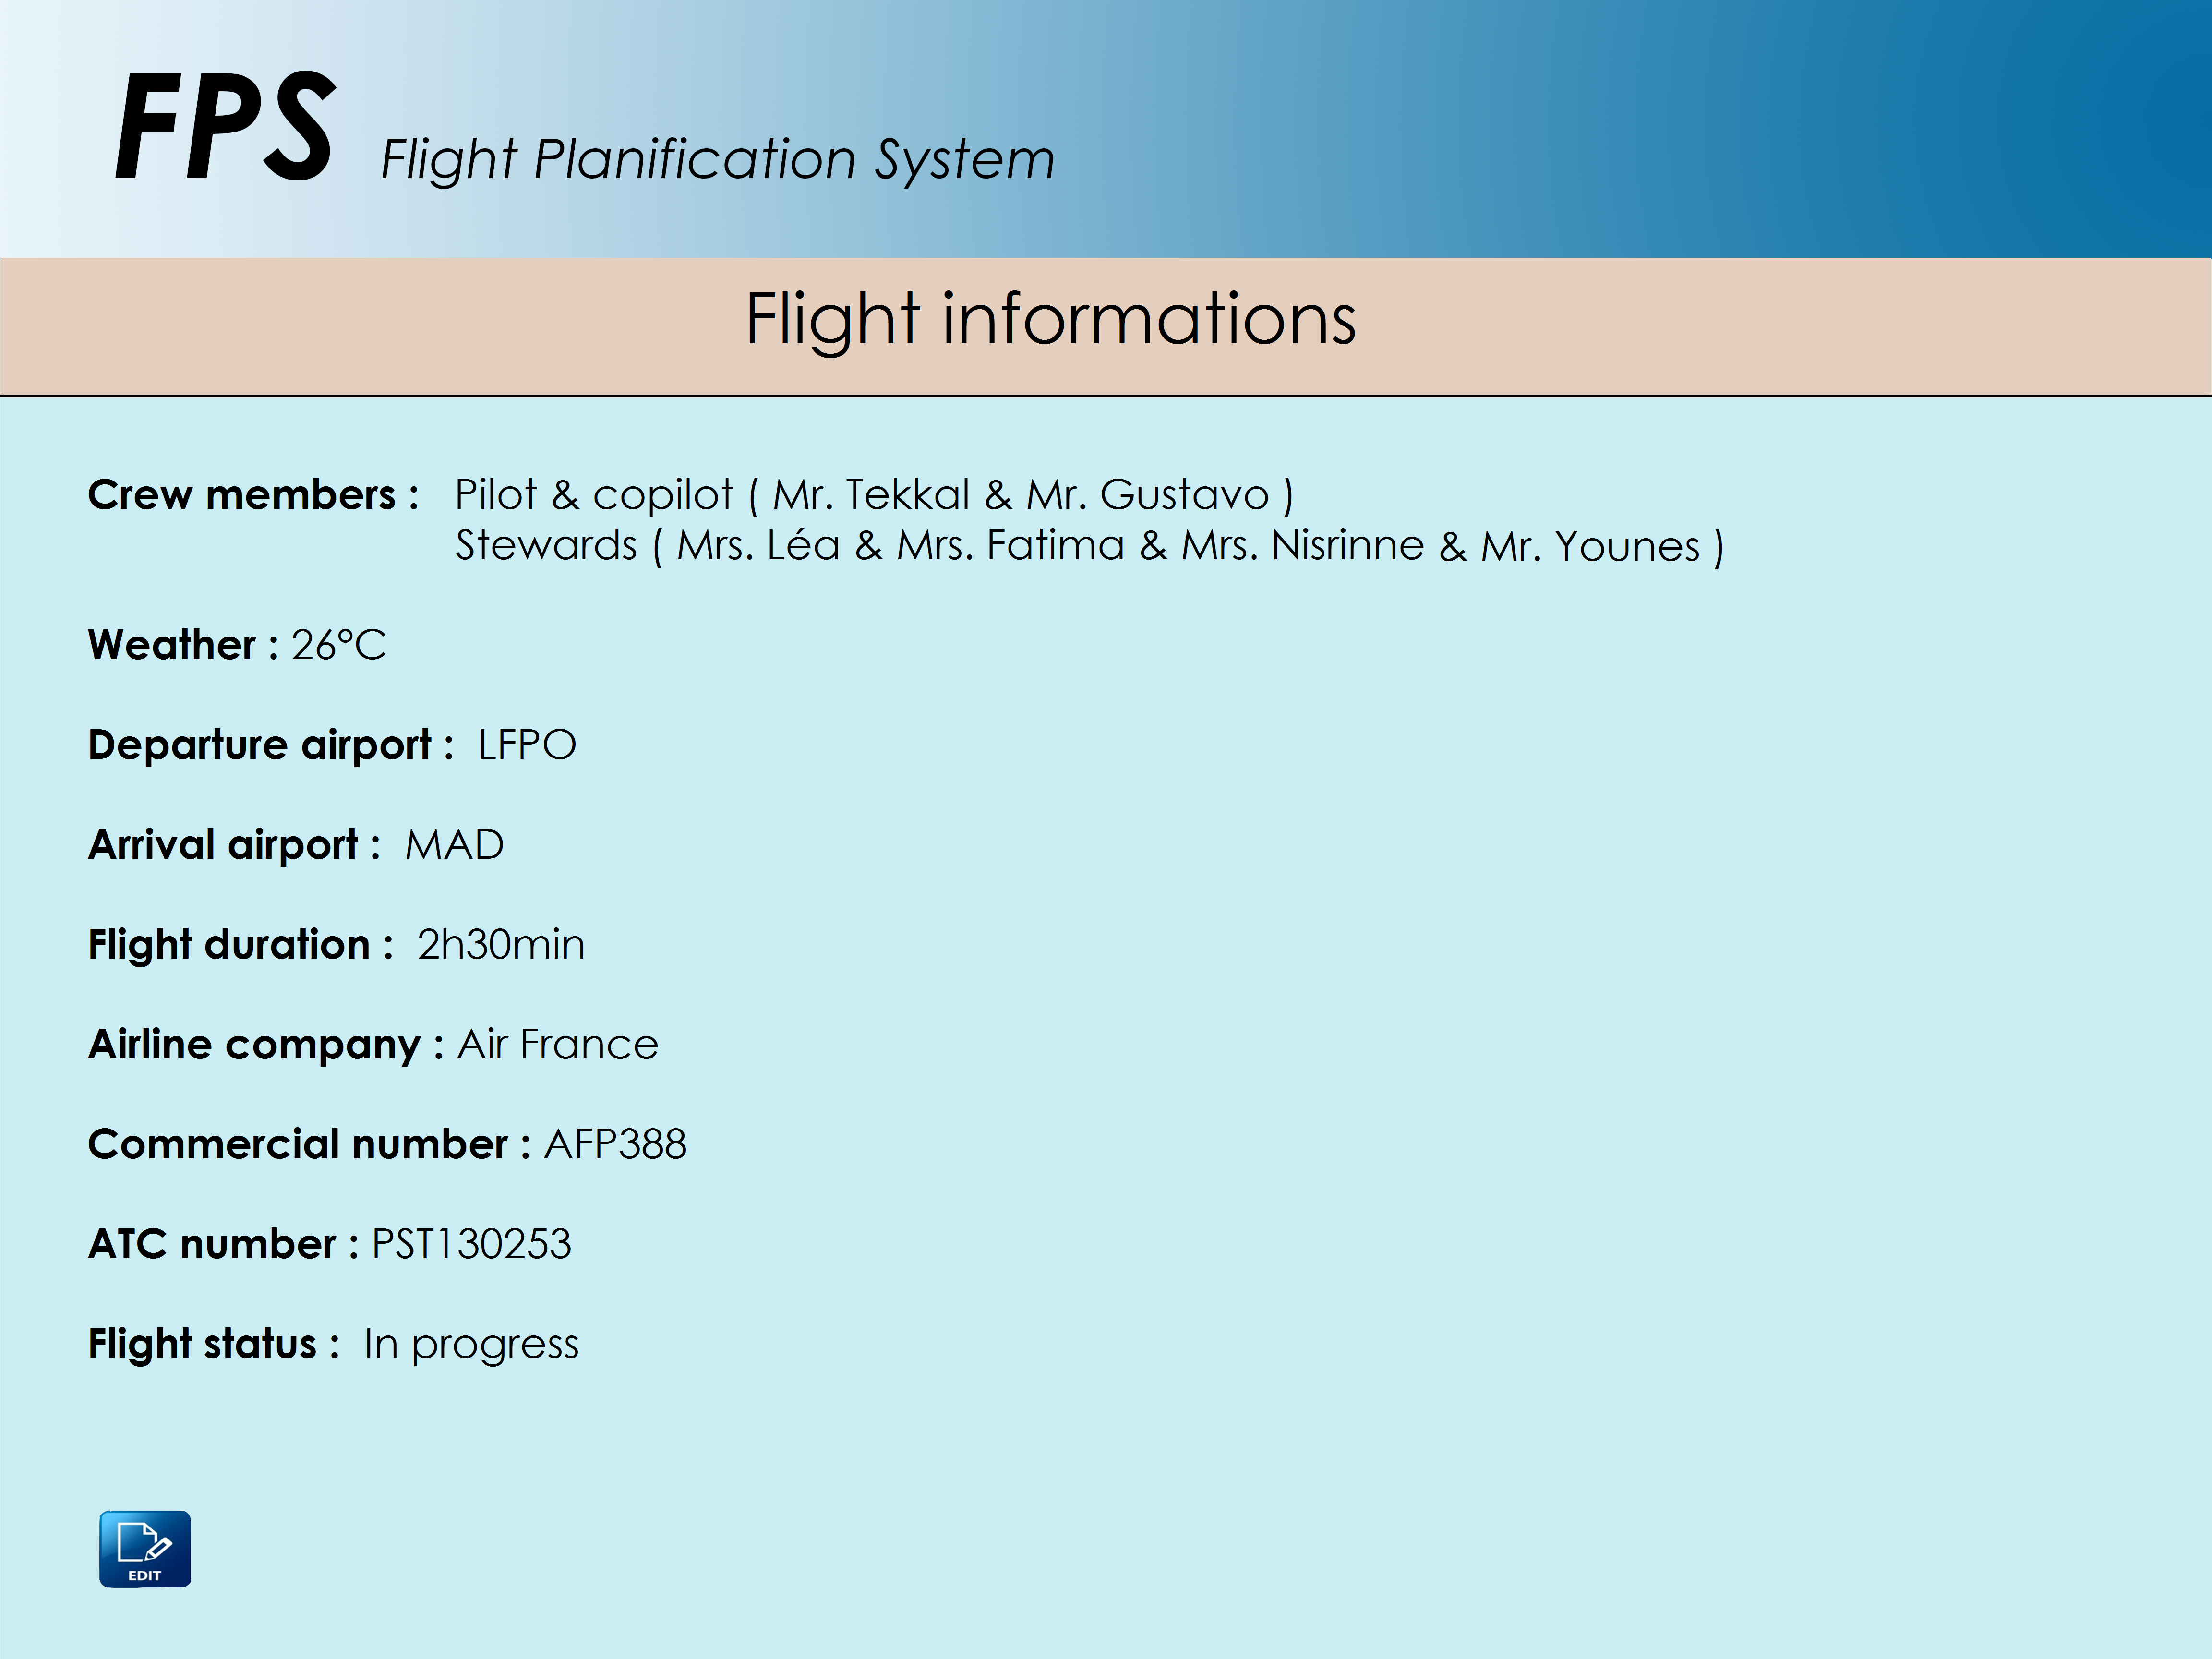 FPS Flight Planification System
Flight informations
Crew members : Pilot & copilot ( Mr. Tekkal & Mr. Gustavo )
Stewards ( Mrs. Léa & Mrs. Fatima & Mrs. Nisrinne & Mr. Younes )
Weather : 26°C
Departure airport : LFPO
Arrival airport : MAD
Flight duration : 2h30min
Airline company : Air France
Commercial number : AFP388
ATC number : PST130253
Flight status : In progress
EDIT